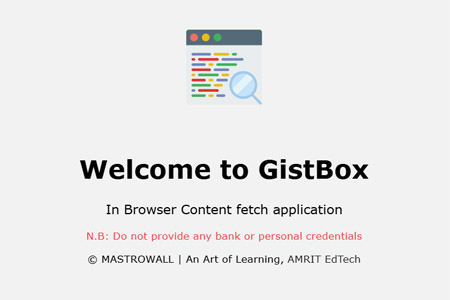 Welcome to GistBox
In Browser Content fetch application
N.B: Do not provide any bank or personal credentials
© MASTROWALL | An Art of Learning, AMRIT EdTech